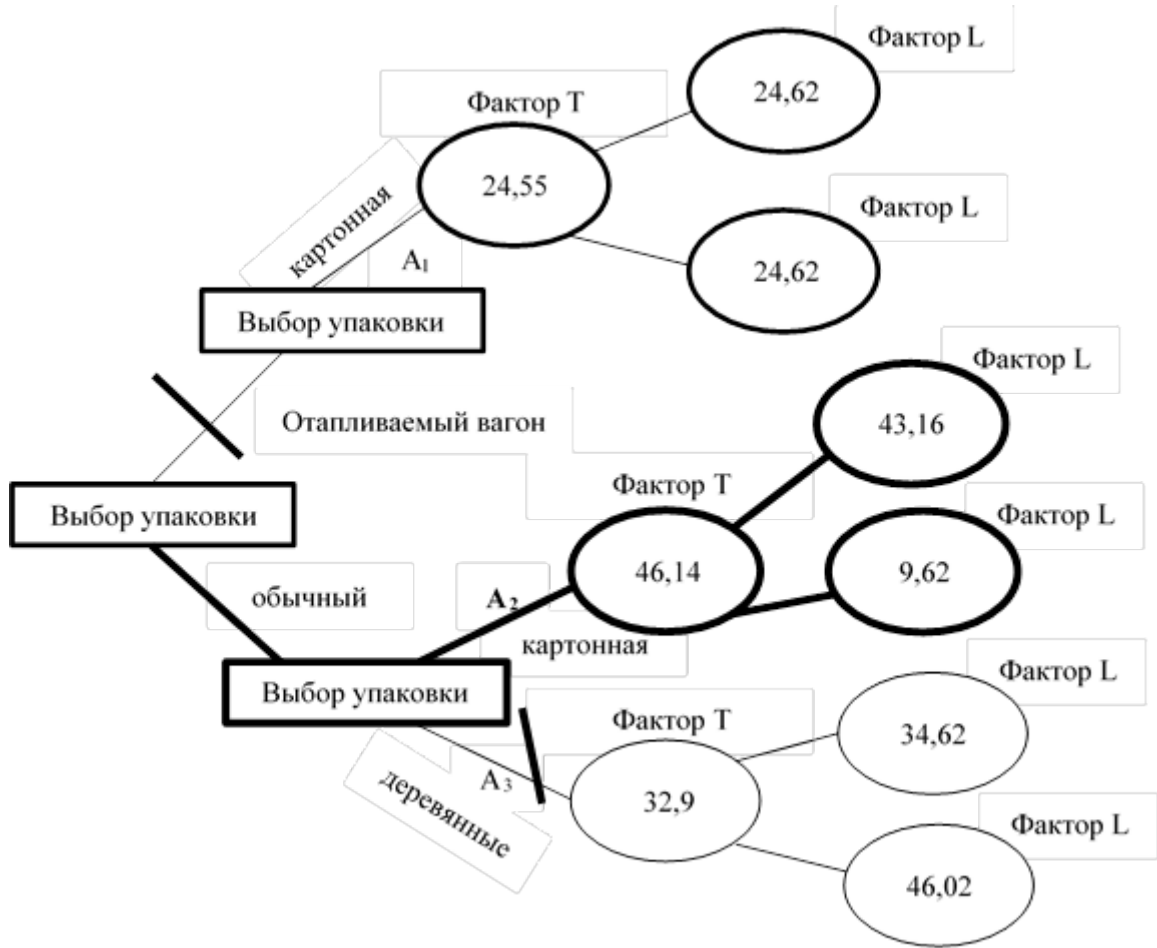 Фактор L
24,62
Фактор T
24,55
картонная
Фактор L
24,62
A1
Выбор упаковки
Фактор L
Отапливаемый вагон
43,16
Фактор T
Фактор L
Выбор упаковки
46,14
9,62
обычный
A2
картонная
Выбор упаковки
Фактор L
Фактор T
34,62
A3
деревянные
32,9
Фактор L
46,02